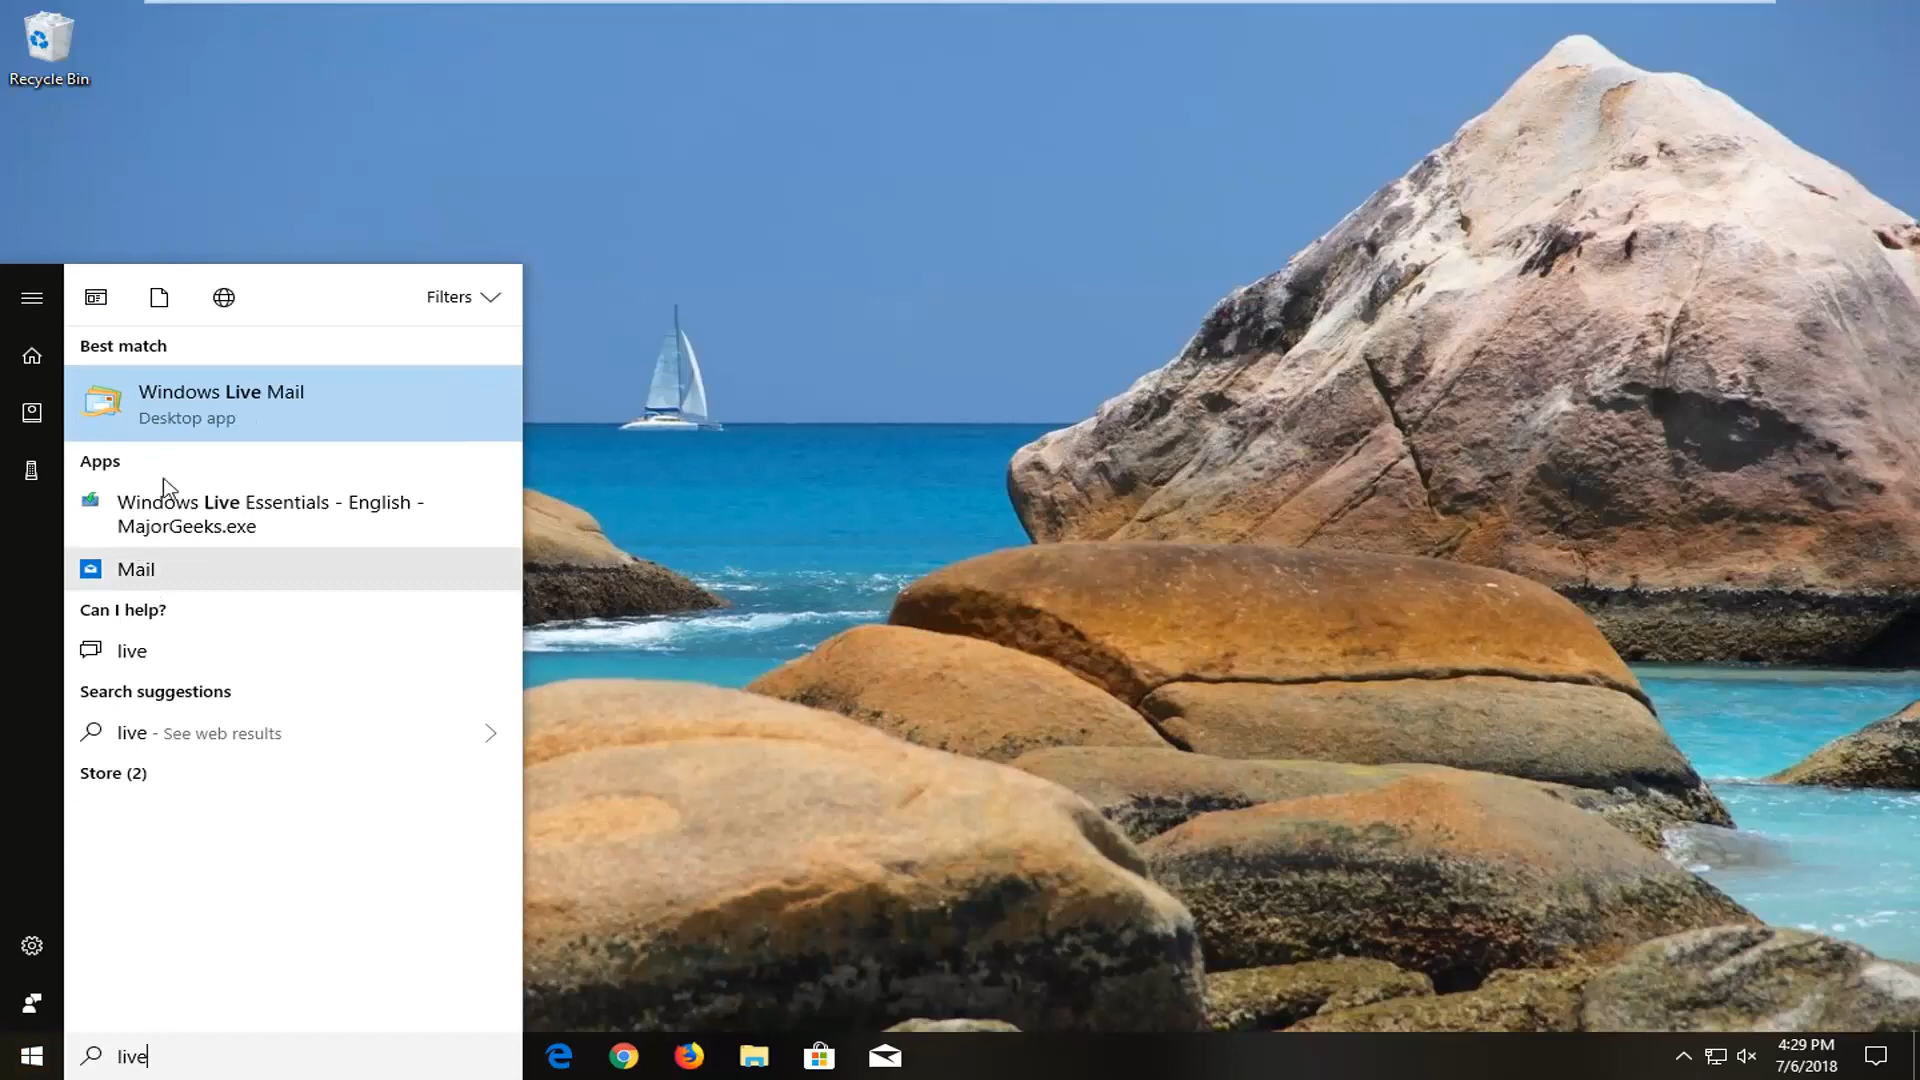 Recycle Bin
Filters
Best match
Windows Live Mail
Desktop app
Apps
Windows Live Essentials - English -
MajorGeeks.exe
Mail
Can I help?
live
Search suggestions
live - See web results
Store (2)
live
4:29 PM
7/6/2018